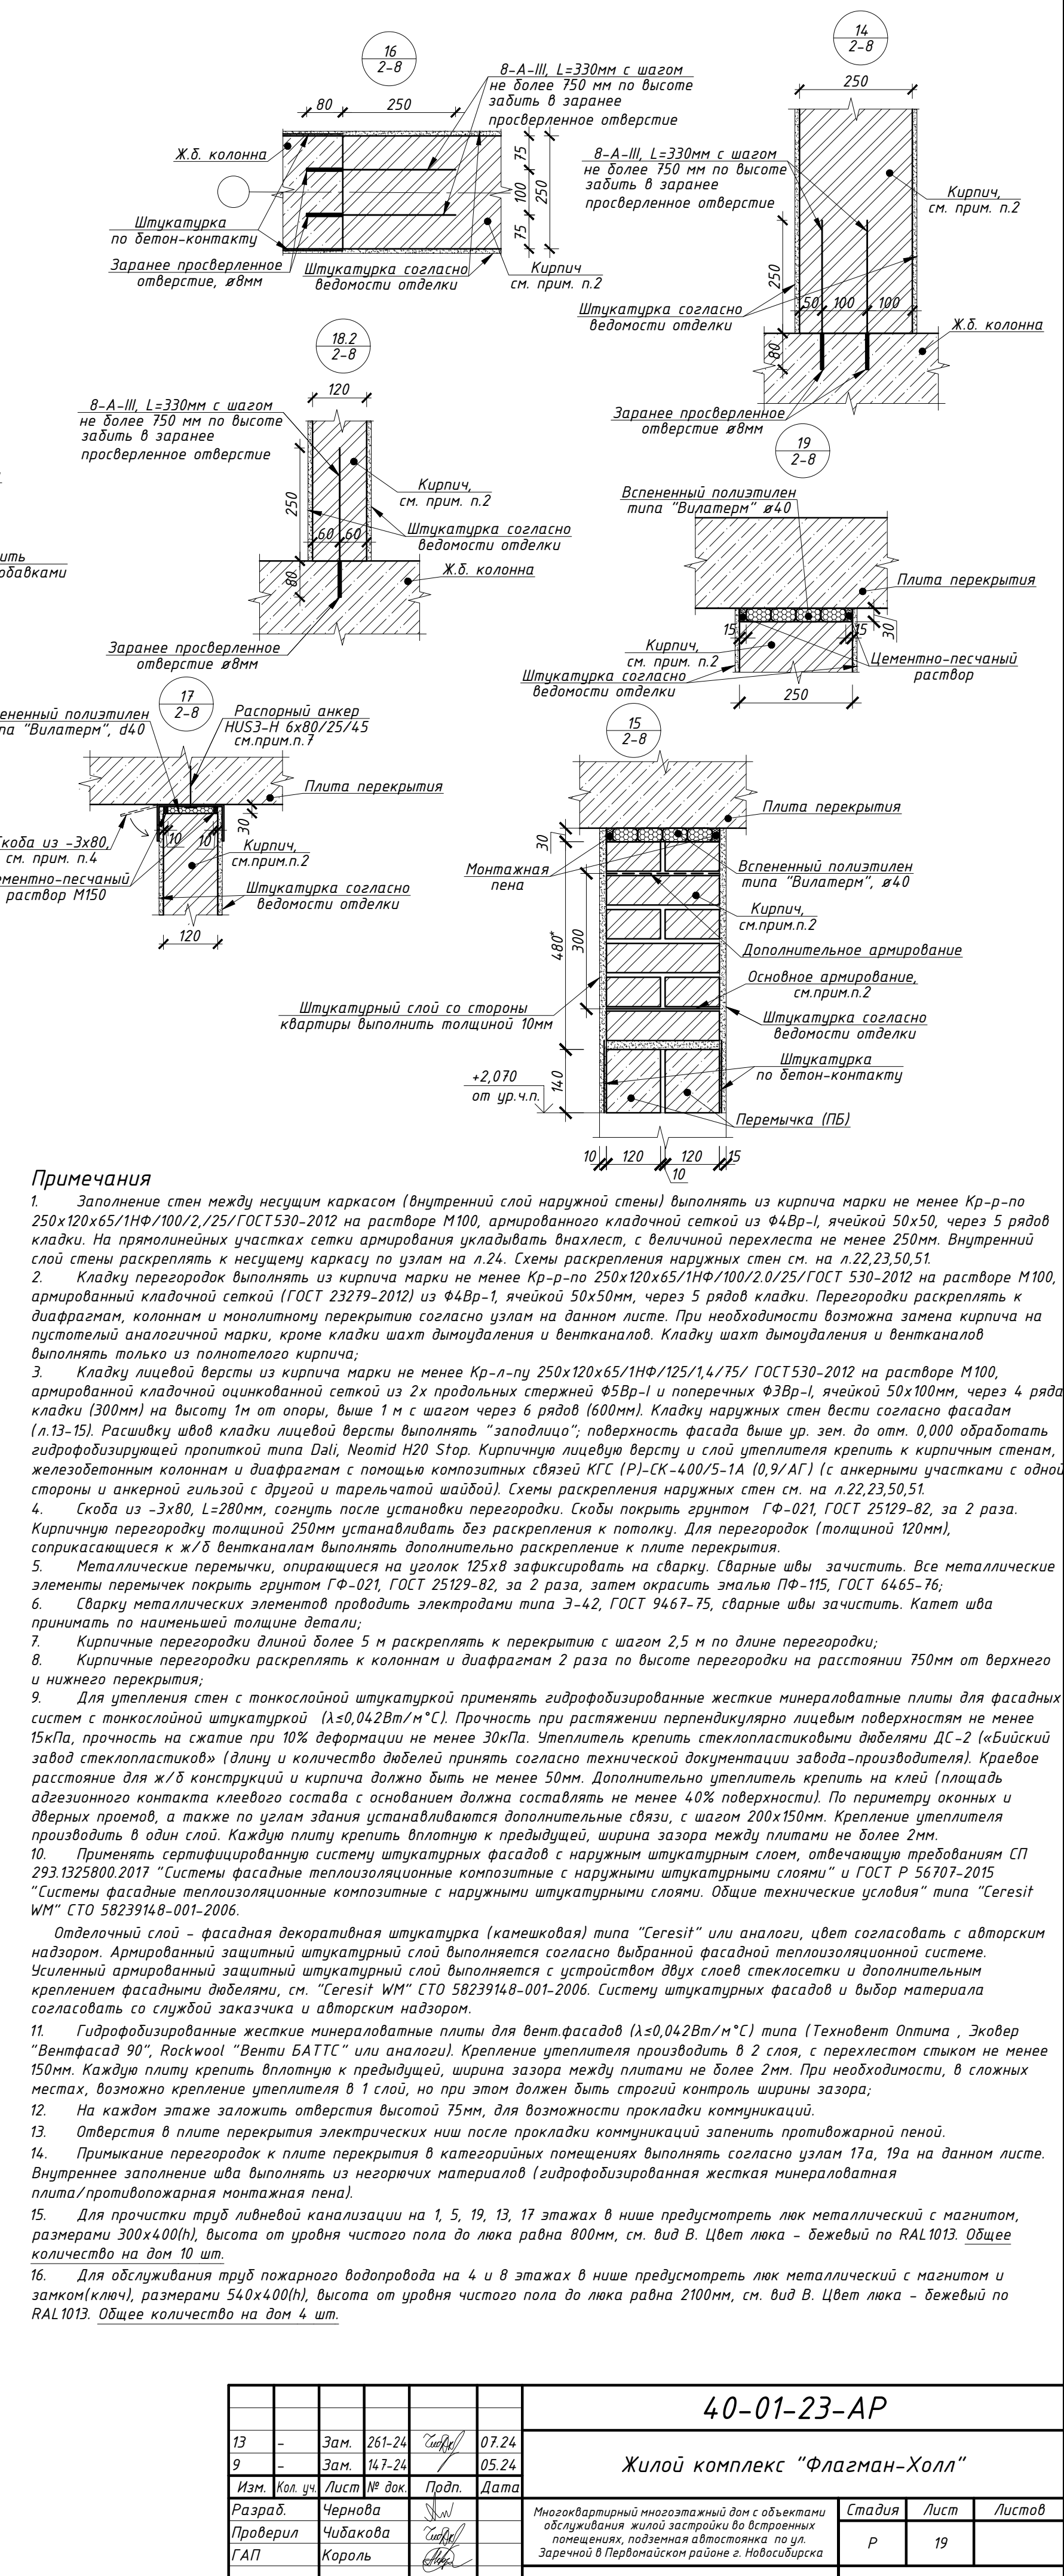 16
2-8
8-А-III, L=330мм с шагом
не более 750 мм по высоте
забить в заранее
просверленное отверстие
80
250
Ж.б. колонна
75
100
75
250
Штукатурка
по бетон-контакту
Заранее просверленное
отверстие, ⌀8мм
Штукатурка согласно
ведомости отделки
Кирпич
см. прим. п.2
14
2-8
250
8-А-III, L=330мм с шагом
не более 750 мм по высоте
забить в заранее
просверленное отверстие
Кирпич,
см. прим. п.2
250
50
100
100
Штукатурка согласно
ведомости отделки
Ж.б. колонна
80
Заранее просверленное
отверстие ⌀8мм
18.2
2-8
120
8-А-III, L=330мм с шагом
не более 750 мм по высоте
забить в заранее
просверленное отверстие
Кирпич,
см. прим. п.2
250
60
60
Штукатурка согласно
ведомости отделки
80
Ж.б. колонна
Заранее просверленное
отверстие ⌀8мм
ить
обавками
19
2-8
Вспененный полиэтилен
типа "Вилатерм" ⌀40
Плита перекрытия
15
15
30
Кирпич,
см. прим. п.2
Цементно-песчаный
раствор
Штукатурка согласно
ведомости отделки
250
17
2-8
ененный полиэтилен
па "Вилатерм", d40
Распорный анкер
HUS3-H 6x80/25/45
см.прим.п.7
Плита перекрытия
30
10
10
Скоба из -3х80,
см. прим. п.4
Кирпич,
см.прим.п.2
ементно-песчаный
раствор М150
Штукатурка согласно
ведомости отделки
120
15
2-8
Плита перекрытия
30
Монтажная
пена
Вспененный полиэтилен
типа "Вилатерм", ⌀40
Кирпич,
см.прим.п.2
480*
300
Дополнительное армирование
Основное армирование,
см.прим.п.2
Штукатурный слой со стороны
квартиры выполнить толщиной 10мм
Штукатурка согласно
ведомости отделки
Штукатурка
по бетон-контакту
+2,070
от ур.ч.п.
140
Перемычка (ПБ)
10
120
120
15
10
Примечания
1. Заполнение стен между несущим каркасом (внутренний слой наружной стены) выполнять из кирпича марки не менее Кр-р-по
250х120х65/1НФ/100/2,/25/ГОСТ530-2012 на растворе М100, армированного кладочной сеткой из Ф4Вр-I, ячейкой 50х50, через 5 рядов
кладки. На прямолинейных участках сетки армирования укладывать внахлест, с величиной перехлеста не менее 250мм. Внутренний
слой стены раскреплять к несущему каркасу по узлам на л.24. Схемы раскрепления наружных стен см. на л.22,23,50,51.
2. Кладку перегородок выполнять из кирпича марки не менее Кр-р-по 250х120х65/1НФ/100/2.0/25/ГОСТ 530-2012 на растворе М100,
армированный кладочной сеткой (ГОСТ 23279-2012) из Ф4Вр-1, ячейкой 50х50мм, через 5 рядов кладки. Перегородки раскреплять к
диафрагмам, колоннам и монолитному перекрытию согласно узлам на данном листе. При необходимости возможна замена кирпича на
пустотелый аналогичной марки, кроме кладки шахт дымоудаления и вентканалов. Кладку шахт дымоудаления и вентканалов
выполнять только из полнотелого кирпича;
3. Кладку лицевой версты из кирпича марки не менее Кр-л-пу 250х120х65/1НФ/125/1,4/75/ ГОСТ530-2012 на растворе М100,
армированной кладочной оцинкованной сеткой из 2х продольных стержней Ф5Вр-I и поперечных Ф3Вр-I, ячейкой 50х100мм, через 4 ряда
кладки (300мм) на высоту 1м от опоры, выше 1 м с шагом через 6 рядов (600мм). Кладку наружных стен вести согласно фасадам
(л.13-15). Расшивку швов кладки лицевой версты выполнять "заподлицо"; поверхность фасада выше ур. зем. до отм. 0,000 обработать
гидрофобизирующей пропиткой типа Dali, Neomid H20 Stop. Кирпичную лицевую версту и слой утеплителя крепить к кирпичным стенам,
железобетонным колоннам и диафрагмам с помощью композитных связей КГС (Р)-СК-400/5-1А (0,9/АГ) (с анкерными участками с одной
стороны и анкерной гильзой с другой и тарельчатой шайбой). Схемы раскрепления наружных стен см. на л.22,23,50,51.
4. Скоба из -3х80, L=280мм, согнуть после установки перегородки. Скобы покрыть грунтом ГФ-021, ГОСТ 25129-82, за 2 раза.
Кирпичную перегородку толщиной 250мм устанавливать без раскрепления к потолку. Для перегородок (толщиной 120мм),
соприкасающиеся к ж/б вентканалам выполнять дополнительно раскрепление к плите перекрытия.
5. Металлические перемычки, опирающиеся на уголок 125х8 зафиксировать на сварку. Сварные швы зачистить. Все металлические
элементы перемычек покрыть грунтом ГФ-021, ГОСТ 25129-82, за 2 раза, затем окрасить эмалью ПФ-115, ГОСТ 6465-76;
6. Сварку металлических элементов проводить электродами типа Э-42, ГОСТ 9467-75, сварные швы зачистить. Катет шва
принимать по наименьшей толщине детали;
7. Кирпичные перегородки длиной более 5 м раскреплять к перекрытию с шагом 2,5 м по длине перегородки;
8. Кирпичные перегородки раскреплять к колоннам и диафрагмам 2 раза по высоте перегородки на расстоянии 750мм от верхнего
и нижнего перекрытия;
9. Для утепления стен с тонкослойной штукатуркой применять гидрофобизированные жесткие минераловатные плиты для фасадных
систем с тонкослойной штукатуркой (λ≤0,042Вт/м°С). Прочность при растяжении перпендикулярно лицевым поверхностям не менее
15кПа, прочность на сжатие при 10% деформации не менее 30кПа. Утеплитель крепить стеклопластиковыми дюбелями ДС-2 («Бийский
завод стеклопластиков» (длину и количество дюбелей принять согласно технической документации завода-производителя). Краевое
расстояние для ж/б конструкций и кирпича должно быть не менее 50мм. Дополнительно утеплитель крепить на клей (площадь
адгезионного контакта клеевого состава с основанием должна составлять не менее 40% поверхности). По периметру оконных и
дверных проемов, а также по углам здания устанавливаются дополнительные связи, с шагом 200х150мм. Крепление утеплителя
производить в один слой. Каждую плиту крепить вплотную к предыдущей, ширина зазора между плитами не более 2мм.
10. Применять сертифицированную систему штукатурных фасадов с наружным штукатурным слоем, отвечающую требованиям СП
293.1325800.2017 "Системы фасадные теплоизоляционные композитные с наружными штукатурными слоями" и ГОСТ Р 56707-2015
"Системы фасадные теплоизоляционные композитные с наружными штукатурными слоями. Общие технические условия" типа "Ceresit
WM" СТО 58239148-001-2006.
Отделочный слой - фасадная декоративная штукатурка (камешковая) типа "Ceresit" или аналоги, цвет согласовать с авторским
надзором. Армированный защитный штукатурный слой выполняется согласно выбранной фасадной теплоизоляционной системе.
Усиленный армированный защитный штукатурный слой выполняется с устройством двух слоев стеклосетки и дополнительным
креплением фасадными дюбелями, см. "Ceresit WM" СТО 58239148-001-2006. Систему штукатурных фасадов и выбор материала
согласовать со службой заказчика и авторским надзором.
11. Гидрофобизированные жесткие минераловатные плиты для вент.фасадов (λ≤0,042Вт/м°С) типа (Техновент Оптима , Эковер
"Вентфасад 90", Rockwool "Венти БАТТС" или аналоги). Крепление утеплителя производить в 2 слоя, с перехлестом стыком не менее
150мм. Каждую плиту крепить вплотную к предыдущей, ширина зазора между плитами не более 2мм. При необходимости, в сложных
местах, возможно крепление утеплителя в 1 слой, но при этом должен быть строгий контроль ширины зазора;
12. На каждом этаже заложить отверстия высотой 75мм, для возможности прокладки коммуникаций.
13. Отверстия в плите перекрытия электрических ниш после прокладки коммуникаций запенить противожарной пеной.
14. Примыкание перегородок к плите перекрытия в категорийных помещениях выполнять согласно узлам 17а, 19а на данном листе.
Внутреннее заполнение шва выполнять из негорючих материалов (гидрофобизированная жесткая минераловатная
плита/противопожарная монтажная пена).
15. Для прочистки труб ливневой канализации на 1, 5, 19, 13, 17 этажах в нише предусмотреть люк металлический с магнитом,
размерами 300х400(h), высота от уровня чистого пола до люка равна 800мм, см. вид В. Цвет люка - бежевый по RAL1013. Общее
количество на дом 10 шт.
16. Для обслуживания труб пожарного водопровода на 4 и 8 этажах в нише предусмотреть люк металлический с магнитом и
замком(ключ), размерами 540х400(h), высота от уровня чистого пола до люка равна 2100мм, см. вид В. Цвет люка - бежевый по
RAL1013. Общее количество на дом 4 шт.
40-01-23-АР
13 - Зам. 261-24 07.24
9 - Зам. 147-24 05.24
Изм. Кол. уч. Лист № док. Подп. Дата
Жилой комплекс "Флагман-Холл"
Разраб. Чернова
Проверил Чибакова
ГАП Король
Многоквартирный многоэтажный дом с объектами
обслуживания жилой застройки во встроенных
помещениях, подземная автостоянка по ул.
Заречной в Первомайском районе г. Новосибирска
Стадия Лист Листов
Р 19